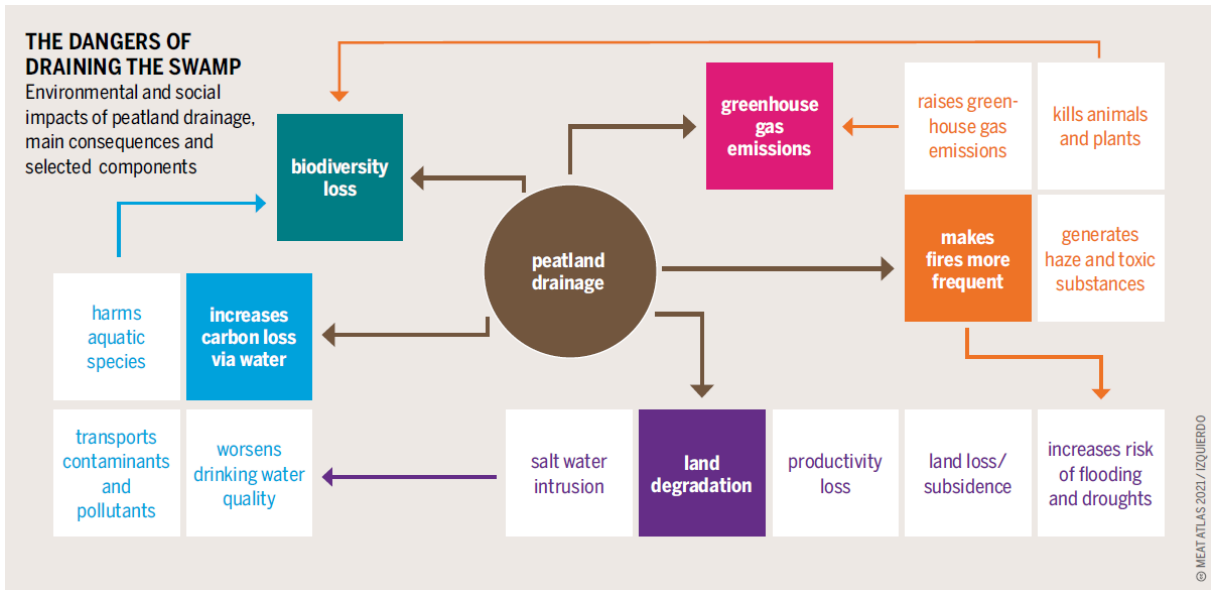 THE DANGERS OF
DRAINING THE SWAMP
Environmental and social
impacts of peatland drainage,
main consequences and
selected components
biodiversity
loss
greenhouse
gas
emissions
raises green-
house gas
emissions
kills animals
and plants
peatland
drainage
makes
fires more
frequent
generates
haze and toxic
substances
harms
aquatic
species
increases
carbon loss
via water
transports
contaminants
and
pollutants
worsens
drinking water
quality
salt water
intrusion
land
degradation
productivity
loss
land loss/
subsidence
increases risk
of flooding
and droughts
© MEAT ATLAS 2021 / IZQUIERDO